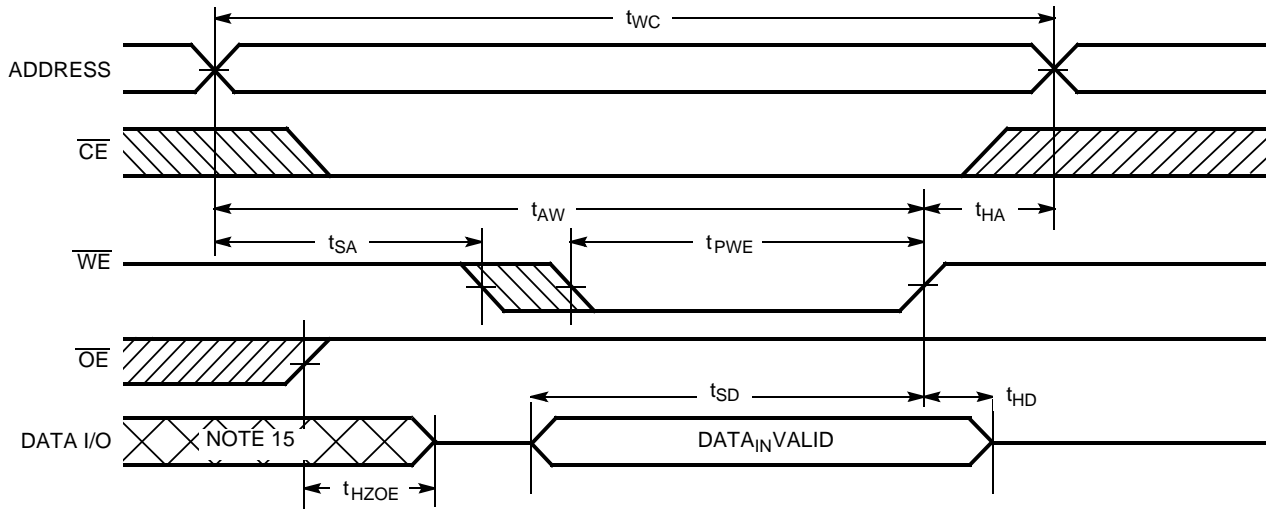 tWC
ADDRESS
CE
tAW
tHA
tSA
tPWE
WE
OE
tSD
tHD
DATA I/O
NOTE 15
DATAINVALID
tHZOE